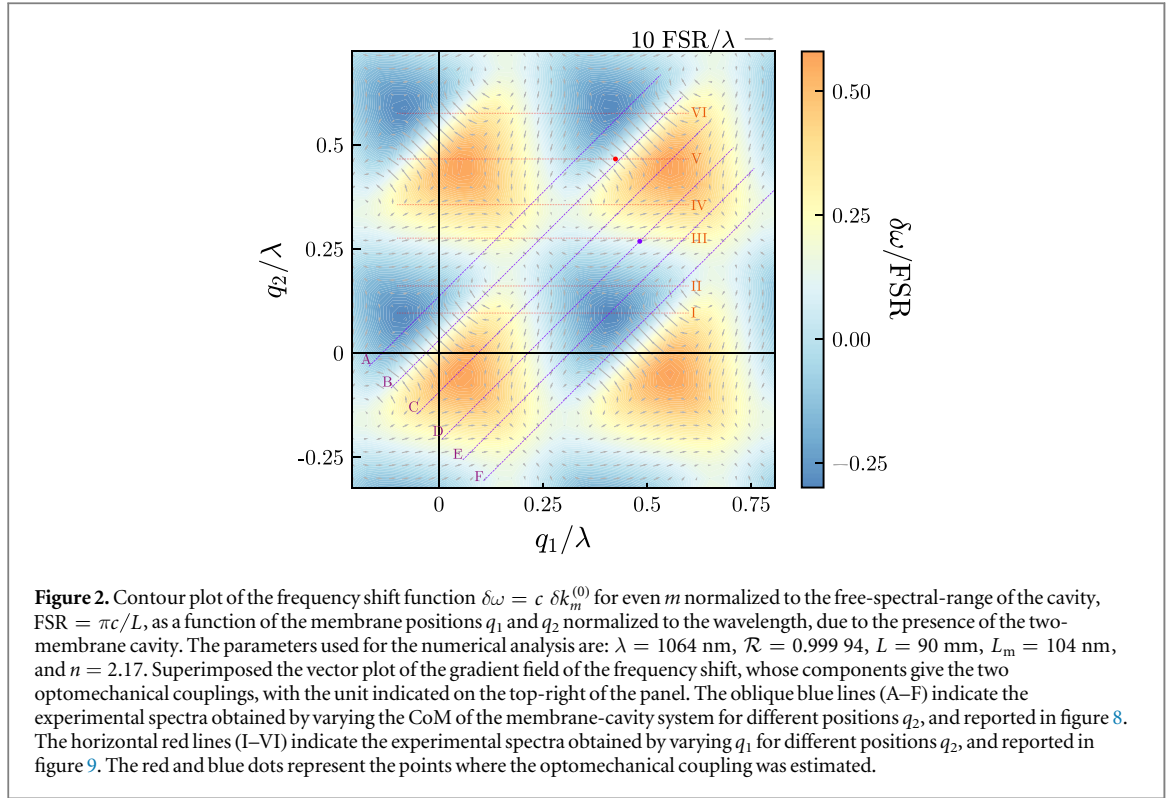 10 FSR/λ
0.5
0.25
0
-0.25
q₂/λ
VI
V
IV
III
II
I
A
B
C
D
E
F
0
0.25
0.5
0.75
q₁/λ
0.50
0.25
0.00
−0.25
δω/FSR
Figure 2. Contour plot of the frequency shift function δω = c δk_m^(0) for even m normalized to the free-spectral-range of the cavity,
FSR = πc/L, as a function of the membrane positions q₁ and q₂ normalized to the wavelength, due to the presence of the two-
membrane cavity. The parameters used for the numerical analysis are: λ = 1064 nm, ℛ = 0.999 94, L = 90 mm, L_m = 104 nm,
and n = 2.17. Superimposed the vector plot of the gradient field of the frequency shift, whose components give the two
optomechanical couplings, with the unit indicated on the top-right of the panel. The oblique blue lines (A–F) indicate the
experimental spectra obtained by varying the CoM of the membrane-cavity system for different positions q₂, and reported in figure 8.
The horizontal red lines (I–VI) indicate the experimental spectra obtained by varying q₁ for different positions q₂, and reported in
figure 9. The red and blue dots represent the points where the optomechanical coupling was estimated.